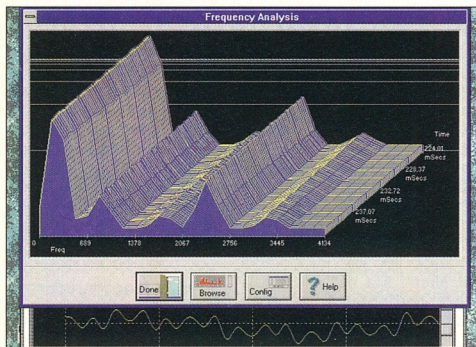 Frequency Analysis
Time
224.01
mSecs
228.37
mSecs
232.72
mSecs
237.07
mSecs
0 689 1378 2067 2756 3445 4134
Freq
Done
Browse
Config
Help